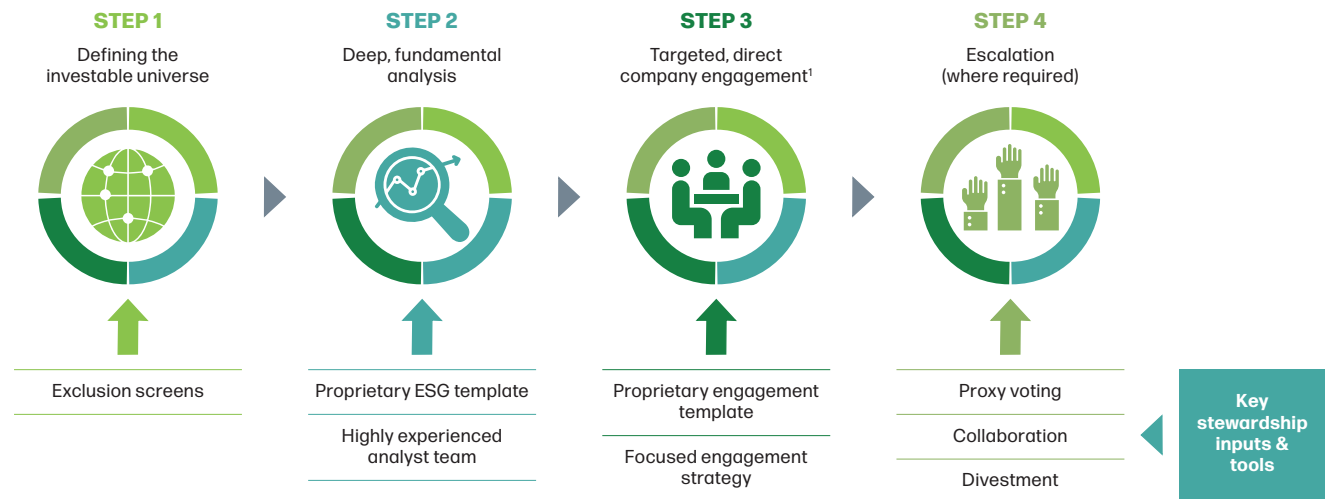 STEP 1
Defining the
investable universe
Exclusion screens
STEP 2
Deep, fundamental
analysis
Proprietary ESG template
Highly experienced
analyst team
STEP 3
Targeted, direct
company engagement¹
Proprietary engagement
template
Focused engagement
strategy
STEP 4
Escalation
(where required)
Proxy voting
Collaboration
Divestment
Key
stewardship
inputs &
tools